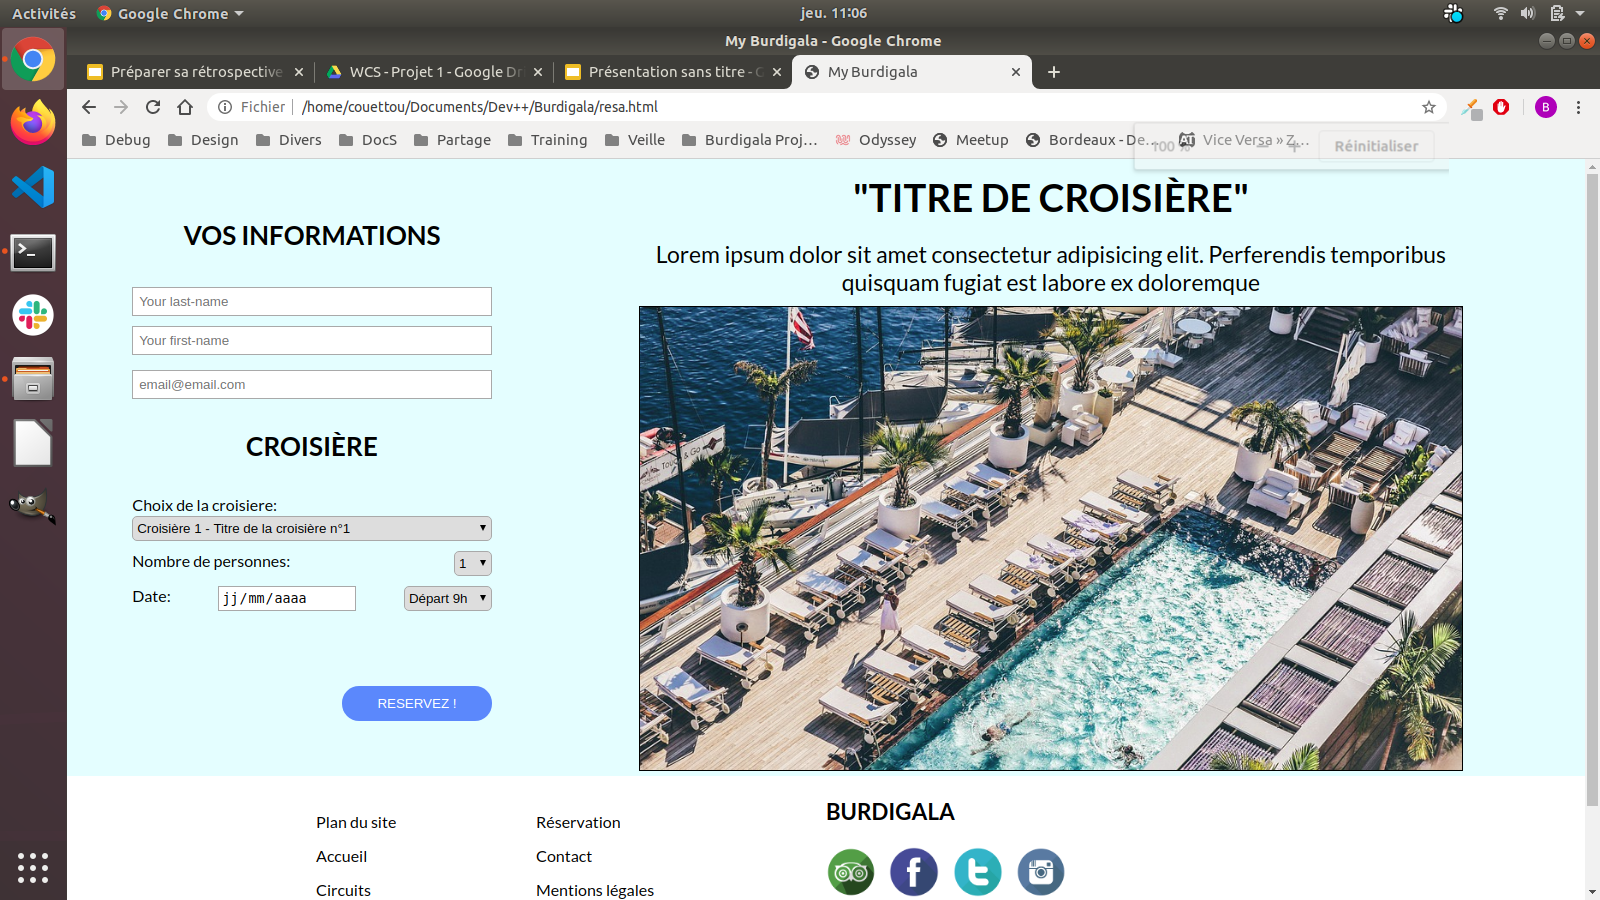 Activités
Google Chrome
jeu. 11:06
My Burdigala - Google Chrome
Préparer sa rétrospective
WCS - Projet 1 - Google Dri
Présentation sans titre - G
My Burdigala
Fichier
/home/couettou/Documents/Dev++/Burdigala/resa.html
B
Debug
Design
Divers
DocS
Partage
Training
Veille
Burdigala Proj…
Odyssey
Meetup
Bordeaux - De…
Vice Versa » Z…
100 %
Réinitialiser
VOS INFORMATIONS
Your last-name
Your first-name
email@email.com
CROISIÈRE
Choix de la croisiere:
Croisière 1 - Titre de la croisière n°1
Nombre de personnes:
1
Date:
jj/mm/aaaa
Départ 9h
RESERVEZ !
"TITRE DE CROISIÈRE"
Lorem ipsum dolor sit amet consectetur adipisicing elit. Perferendis temporibus
quisquam fugiat est labore ex doloremque
Plan du site
Accueil
Circuits
Réservation
Contact
Mentions légales
BURDIGALA